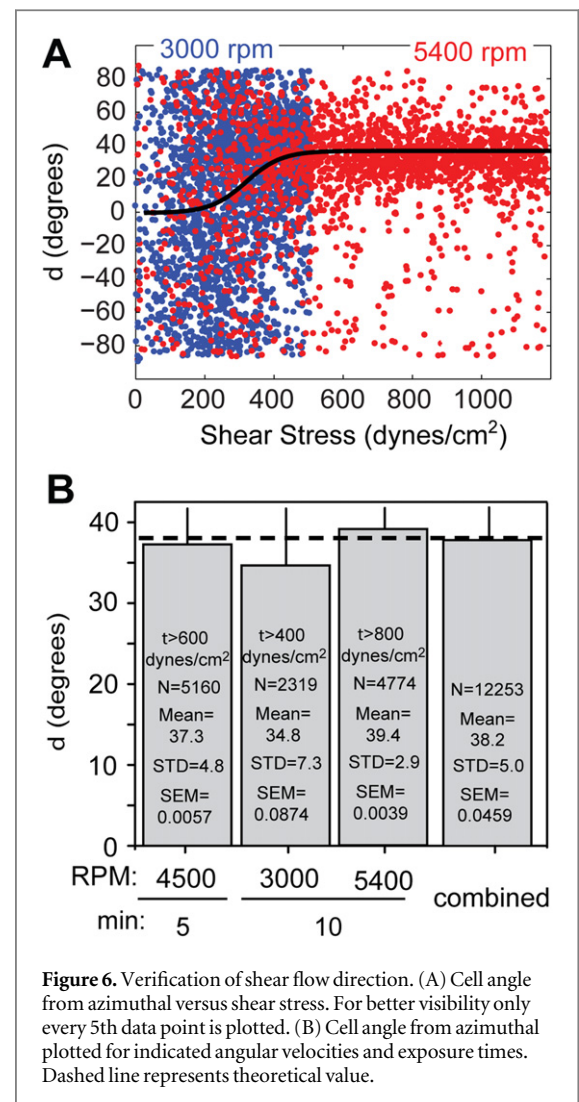 A
3000 rpm 5400 rpm
80
60
40
20
0
−20
−40
−60
−80
d (degrees)
0 200 400 600 800 1000
Shear Stress (dynes/cm²)
B
40
30
20
10
0
d (degrees)
t>600
dynes/cm²
N=5160
Mean=
37.3
STD=4.8
SEM=
0.0057
t>400
dynes/cm²
N=2319
Mean=
34.8
STD=7.3
SEM=
0.0874
t>800
dynes/cm²
N=4774
Mean=
39.4
STD=2.9
SEM=
0.0039
N=12253
Mean=
38.2
STD=5.0
SEM=
0.0459
RPM: 4500 3000 5400 combined
min: 5 10
Figure 6. Verification of shear flow direction. (A) Cell angle
from azimuthal versus shear stress. For better visibility only
every 5th data point is plotted. (B) Cell angle from azimuthal
plotted for indicated angular velocities and exposure times.
Dashed line represents theoretical value.